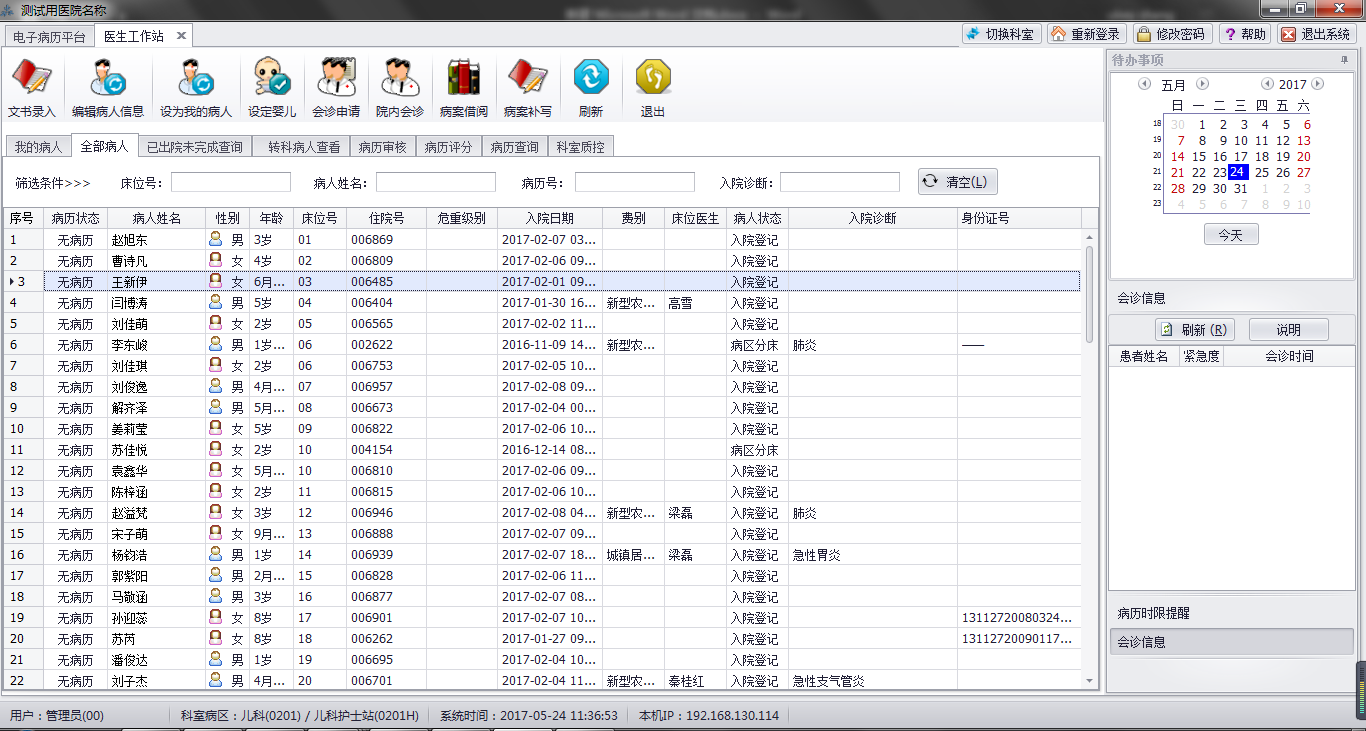 测试用医院名称
电子病历平台 医生工作站 切换科室 重新登录 修改密码 ? 帮助 退出系统
文书录入 编辑病人信息 设为我的病人 设定婴儿 会诊申请 院内会诊 病案借阅 病案补写 刷新 退出
我的病人 全部病人 已出院未完成查询 转科病人查看 病历审核 病历评分 病历查询 科室质控
筛选条件>>> 床位号: 病人姓名: 病历号: 入院诊断: 清空(L)
序号 病历状态 病人姓名 性别 年龄 床位号 住院号 危重级别 入院日期 费别 床位医生 病人状态 入院诊断 身份证号
1 无病历 赵旭东 男 3岁 01 006869 2017-02-07 03... 入院登记
2 无病历 曹诗凡 女 4岁 02 006809 2017-02-06 09... 入院登记
3 无病历 王新伊 女 6月... 03 006485 2017-02-01 09... 入院登记
4 无病历 闫博涛 男 5岁 04 006404 2017-01-30 16... 新型农... 高雪 入院登记
5 无病历 刘佳萌 女 2岁 05 006565 2017-02-02 11... 入院登记
6 无病历 李东峻 男 1岁... 06 002622 2016-11-09 14... 新型农... 病区分床 肺炎 ——
7 无病历 刘佳琪 女 2岁 06 006753 2017-02-05 10... 入院登记
8 无病历 刘俊逸 男 4月... 07 006957 2017-02-08 09... 入院登记
9 无病历 解齐泽 男 5月... 08 006673 2017-02-04 00... 入院登记
10 无病历 姜莉莹 女 5岁 09 006822 2017-02-06 10... 入院登记
11 无病历 苏佳悦 女 2岁 10 004154 2016-12-14 08... 病区分床
12 无病历 袁鑫华 女 5月... 10 006810 2017-02-06 09... 入院登记
13 无病历 陈梓涵 女 2岁 11 006815 2017-02-06 10... 入院登记
14 无病历 赵溢梵 女 3岁 12 006946 2017-02-08 04... 新型农... 梁磊 入院登记 肺炎
15 无病历 宋子萌 女 9月... 13 006888 2017-02-07 09... 入院登记
16 无病历 杨钧浩 男 1岁 14 006939 2017-02-07 18... 城镇居... 梁磊 入院登记 急性胃炎
17 无病历 郭紫阳 男 2月... 15 006828 2017-02-06 11... 入院登记
18 无病历 马敬涵 男 3岁 16 006877 2017-02-07 08... 入院登记
19 无病历 孙迎蕊 女 8岁 17 006901 2017-02-07 10... 入院登记 13112720080324...
20 无病历 苏芮 女 8岁 18 006262 2017-01-27 09... 入院登记 13112720090117...
21 无病历 潘俊达 男 1岁 19 006695 2017-02-04 10... 入院登记
22 无病历 刘子杰 男 4月... 20 006701 2017-02-04 11... 新型农... 秦桂红 入院登记 急性支气管炎
待办事项
五月 2017
日 一 二 三 四 五 六
18 30 1 2 3 4 5 6
19 7 8 9 10 11 12 13
20 14 15 16 17 18 19 20
21 21 22 23 24 25 26 27
22 28 29 30 31 1 2 3
23 4 5 6 7 8 9 10
今天
会诊信息
刷新 (R) 说明
患者姓名 紧急度 会诊时间
病历时限提醒
会诊信息
用户：管理员(00) 科室病区：儿科(0201) / 儿科护士站(0201H) 系统时间：2017-05-24 11:36:53 本机IP：192.168.130.114